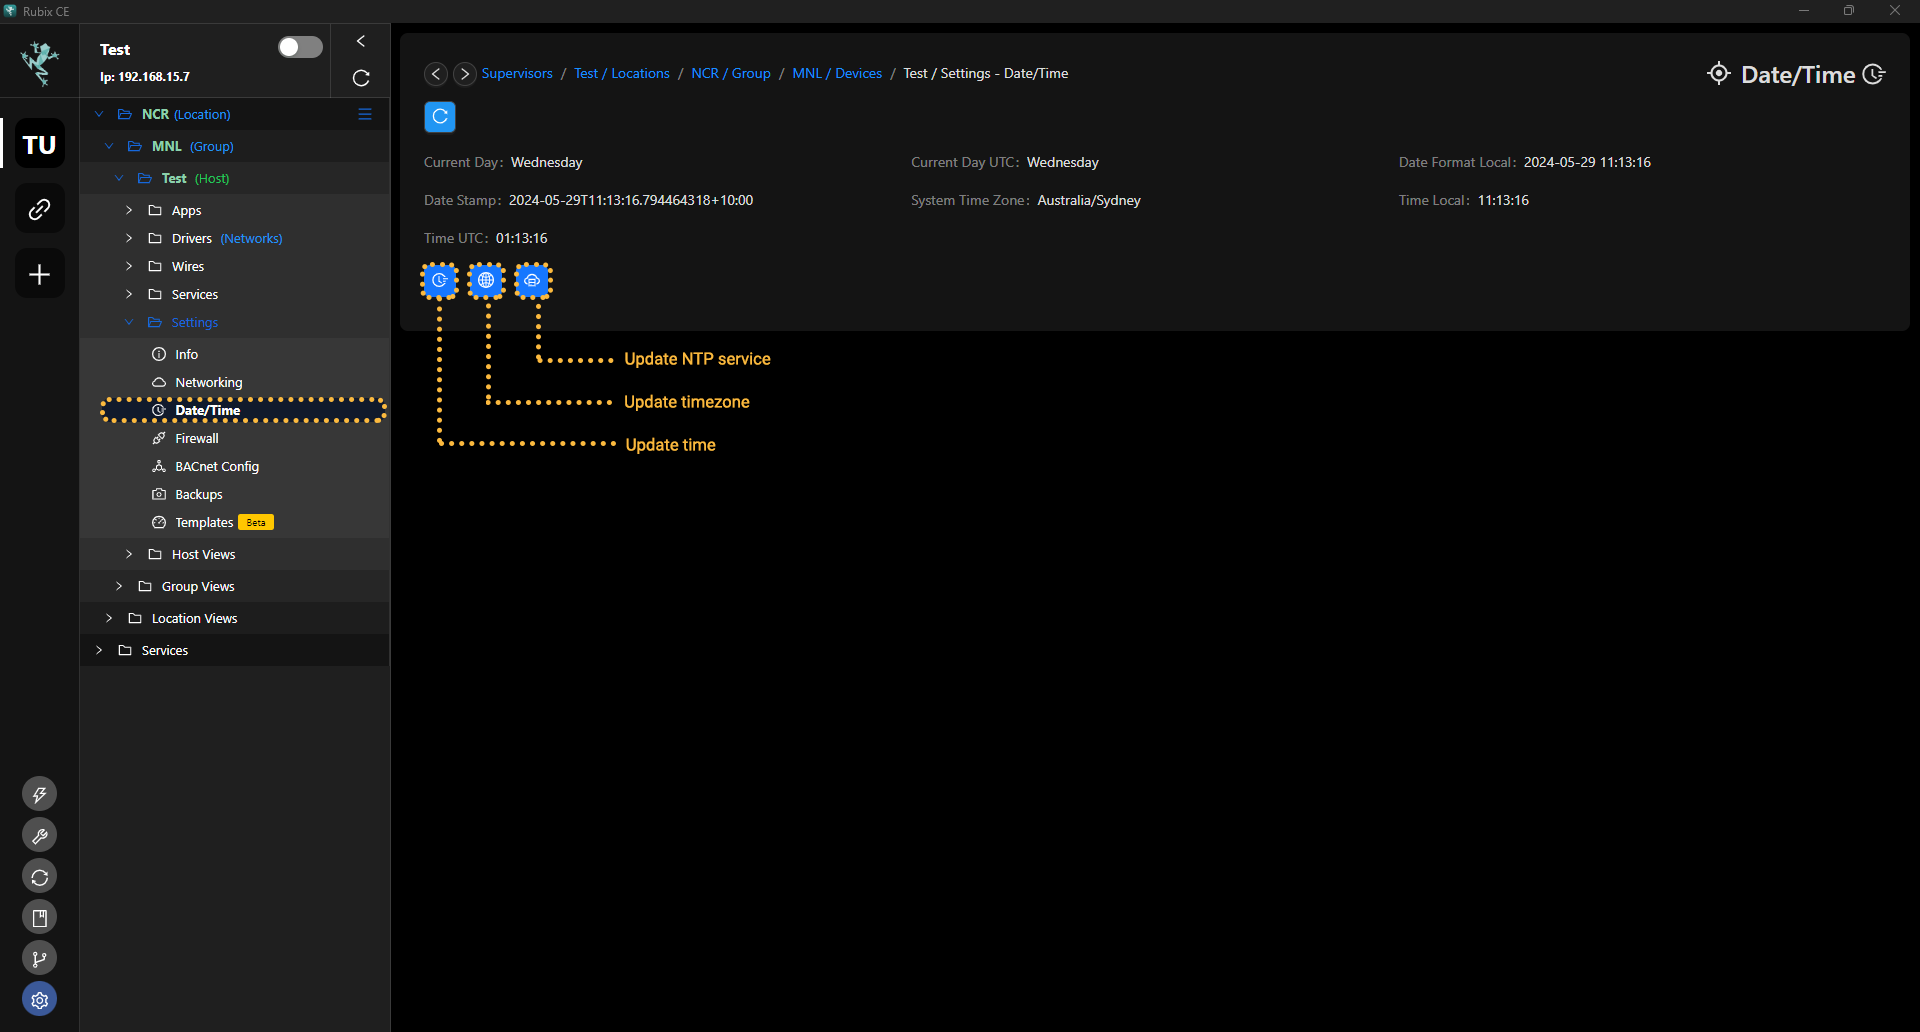 Rubix CE
Test
Ip: 192.168.15.7
TU
NCR (Location)
MNL (Group)
Test (Host)
Apps
Drivers (Networks)
Wires
Services
Settings
Info
Networking
Date/Time
Firewall
BACnet Config
Backups
Templates Beta
Host Views
Group Views
Location Views
Services
Supervisors / Test / Locations / NCR / Group / MNL / Devices / Test / Settings - Date/Time
Date/Time
Current Day: Wednesday
Current Day UTC: Wednesday
Date Format Local: 2024-05-29 11:13:16
Date Stamp: 2024-05-29T11:13:16.794464318+10:00
System Time Zone: Australia/Sydney
Time Local: 11:13:16
Time UTC: 01:13:16
Update NTP service
Update timezone
Update time